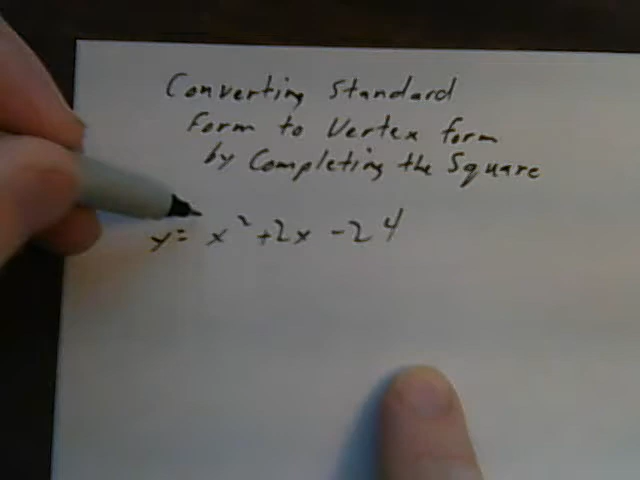 Converting Standard
Form to Vertex form
by Completing the Square
y= x²+2x -24